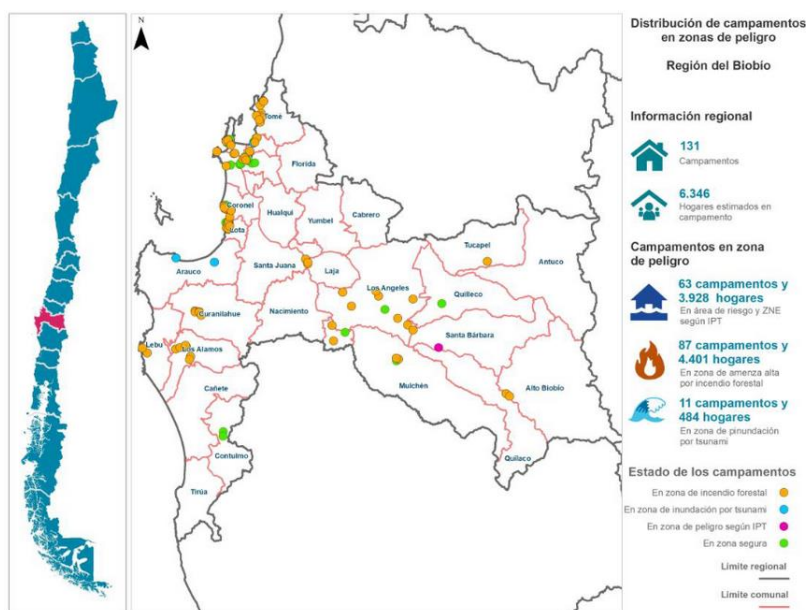 Distribución de campamentos
en zonas de peligro
Región del Biobío
Información regional
131
Campamentos
6.346
Hogares estimados en
campamento
Campamentos en zona
de peligro
63 campamentos y
3.928 hogares
En área de riesgo y ZNE
según IPT
87 campamentos y
4.401 hogares
En zona de amenza alta
por incendio forestal
11 campamentos y
484 hogares
En zona de pinundación
por tsunami
Estado de los campamentos
En zona de incendio forestal
En zona de inundación por tsunami
En zona de peligro según IPT
En zona segura
Límite regional
Límite comunal
N
Tomé
Florida
Coronel
Hualqui
Yumbel
Cabrero
Lota
Tucapel
Antuco
Arauco
Santa Juana
Laja
Los Angeles
Quilleco
Curanilahue
Nacimiento
Santa Bárbara
Lebu
Los Alamos
Cañete
Mulchén
Alto Biobío
Contulmo
Quilaco
Tirúa